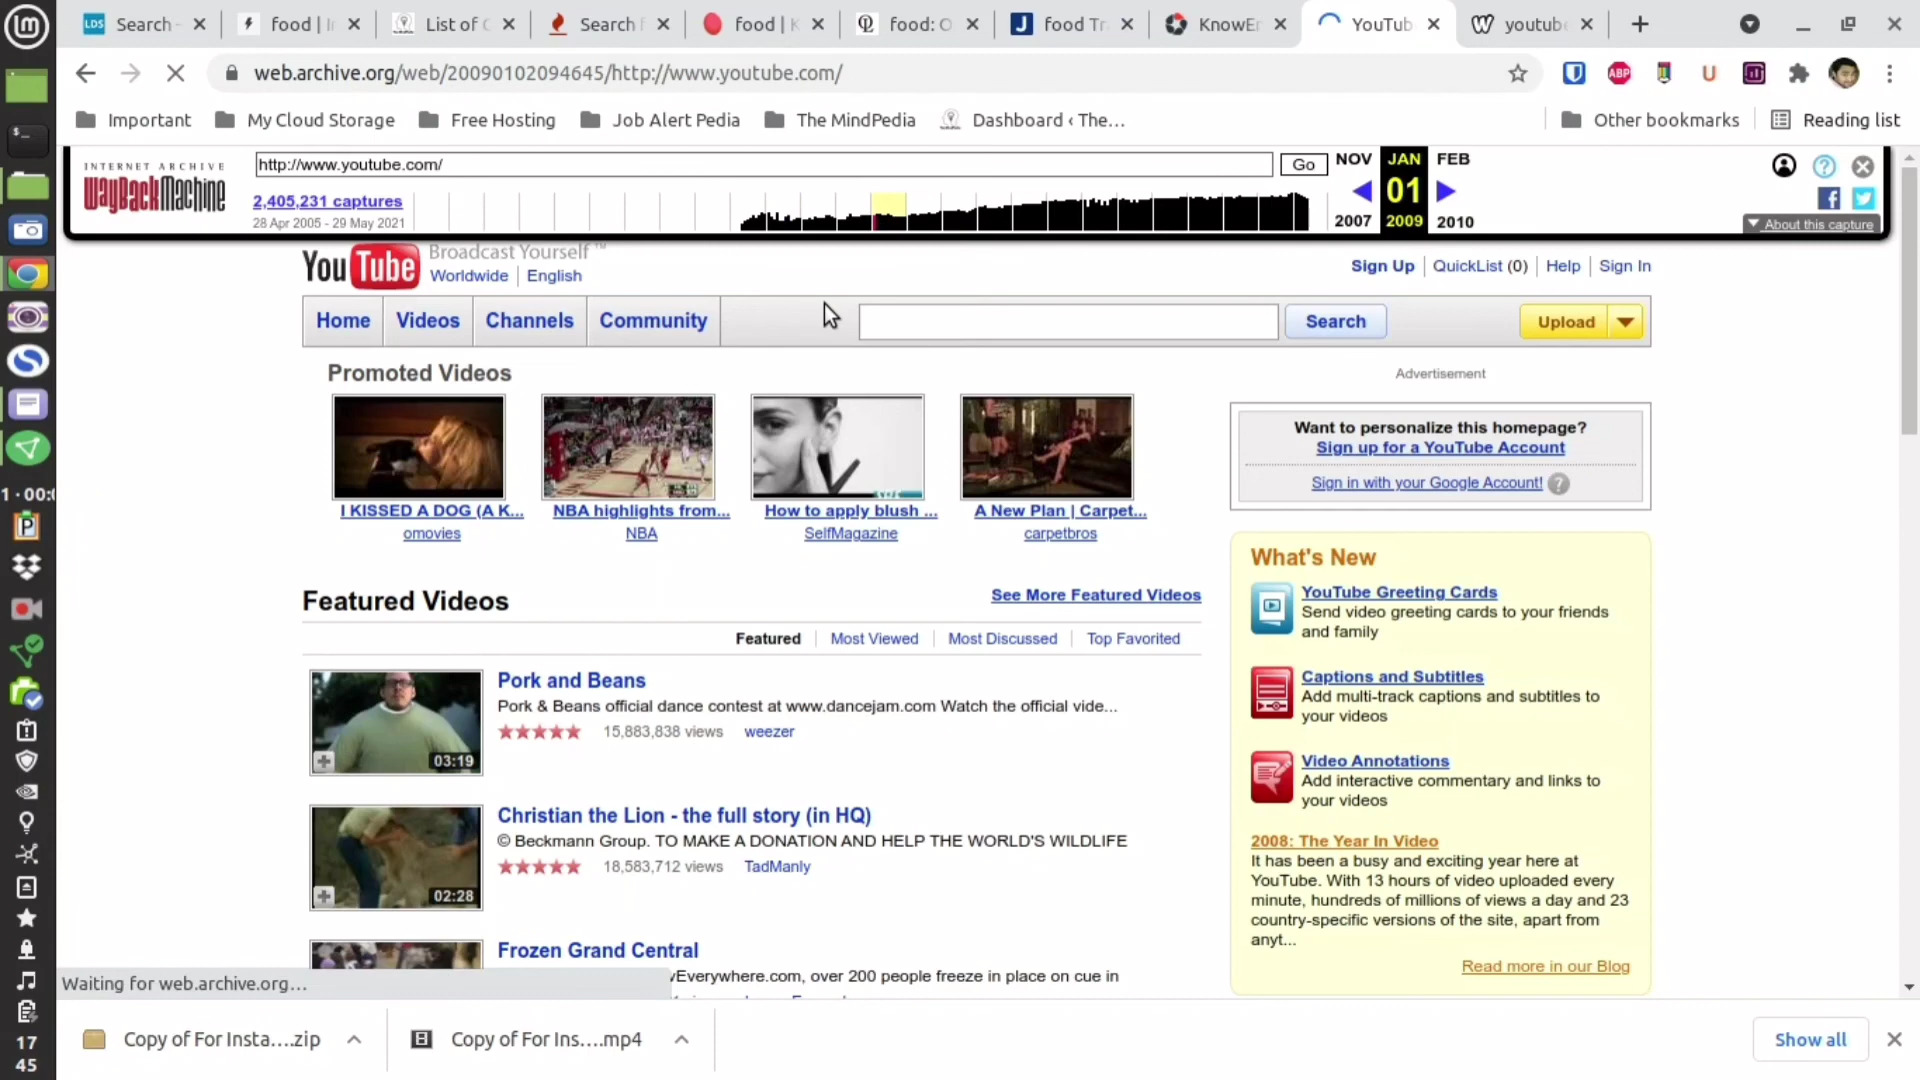 Search -
food | I
List of C
Search f
food | K
food: O
food Tr
KnowEn
YouTub
youtube
web.archive.org/web/20090102094645/http://www.youtube.com/
ABP
Important
My Cloud Storage
Free Hosting
Job Alert Pedia
The MindPedia
Dashboard ‹ The...
Other bookmarks
Reading list
INTERNET ARCHIVE
WayBackMachine
http://www.youtube.com/
Go
NOV JAN FEB
2,405,231 captures
28 Apr 2005 - 29 May 2021
01
2007 2009 2010
About this capture
YouTube
Broadcast Yourself ™
Worldwide | English
Sign Up | QuickList (0) | Help | Sign In
Home
Videos
Channels
Community
Search
Upload
Promoted Videos
Advertisement
I KISSED A DOG (A K...
omovies
NBA highlights from...
NBA
How to apply blush ...
SelfMagazine
A New Plan | Carpet...
carpetbros
Want to personalize this homepage?
Sign up for a YouTube Account
Sign in with your Google Account! ?
Featured Videos
See More Featured Videos
Featured | Most Viewed | Most Discussed | Top Favorited
03:19
Pork and Beans
Pork & Beans official dance contest at www.dancejam.com Watch the official vide...
15,883,838 views weezer
02:28
Christian the Lion - the full story (in HQ)
© Beckmann Group. TO MAKE A DONATION AND HELP THE WORLD'S WILDLIFE
18,583,712 views TadManly
Frozen Grand Central
Everywhere.com, over 200 people freeze in place on cue in
What's New
YouTube Greeting Cards
Send video greeting cards to your friends
and family
Captions and Subtitles
Add multi-track captions and subtitles to
your videos
Video Annotations
Add interactive commentary and links to
your videos
2008: The Year In Video
It has been a busy and exciting year here at
YouTube. With 13 hours of video uploaded every
minute, hundreds of millions of views a day and 23
country-specific versions of the site, apart from
anyt...
Read more in our Blog
Waiting for web.archive.org...
Copy of For Insta....zip
Copy of For Ins....mp4
Show all
1 · 00:0
17
45